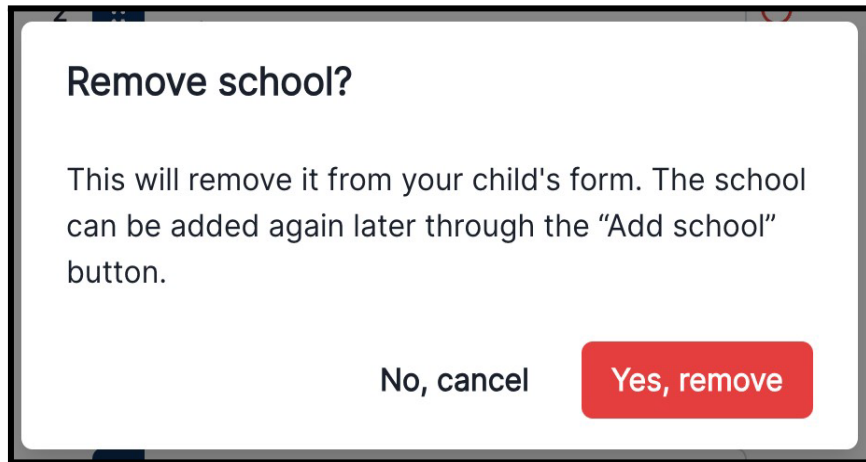 Remove school?
This will remove it from your child's form. The school
can be added again later through the “Add school”
button.
No, cancel
Yes, remove